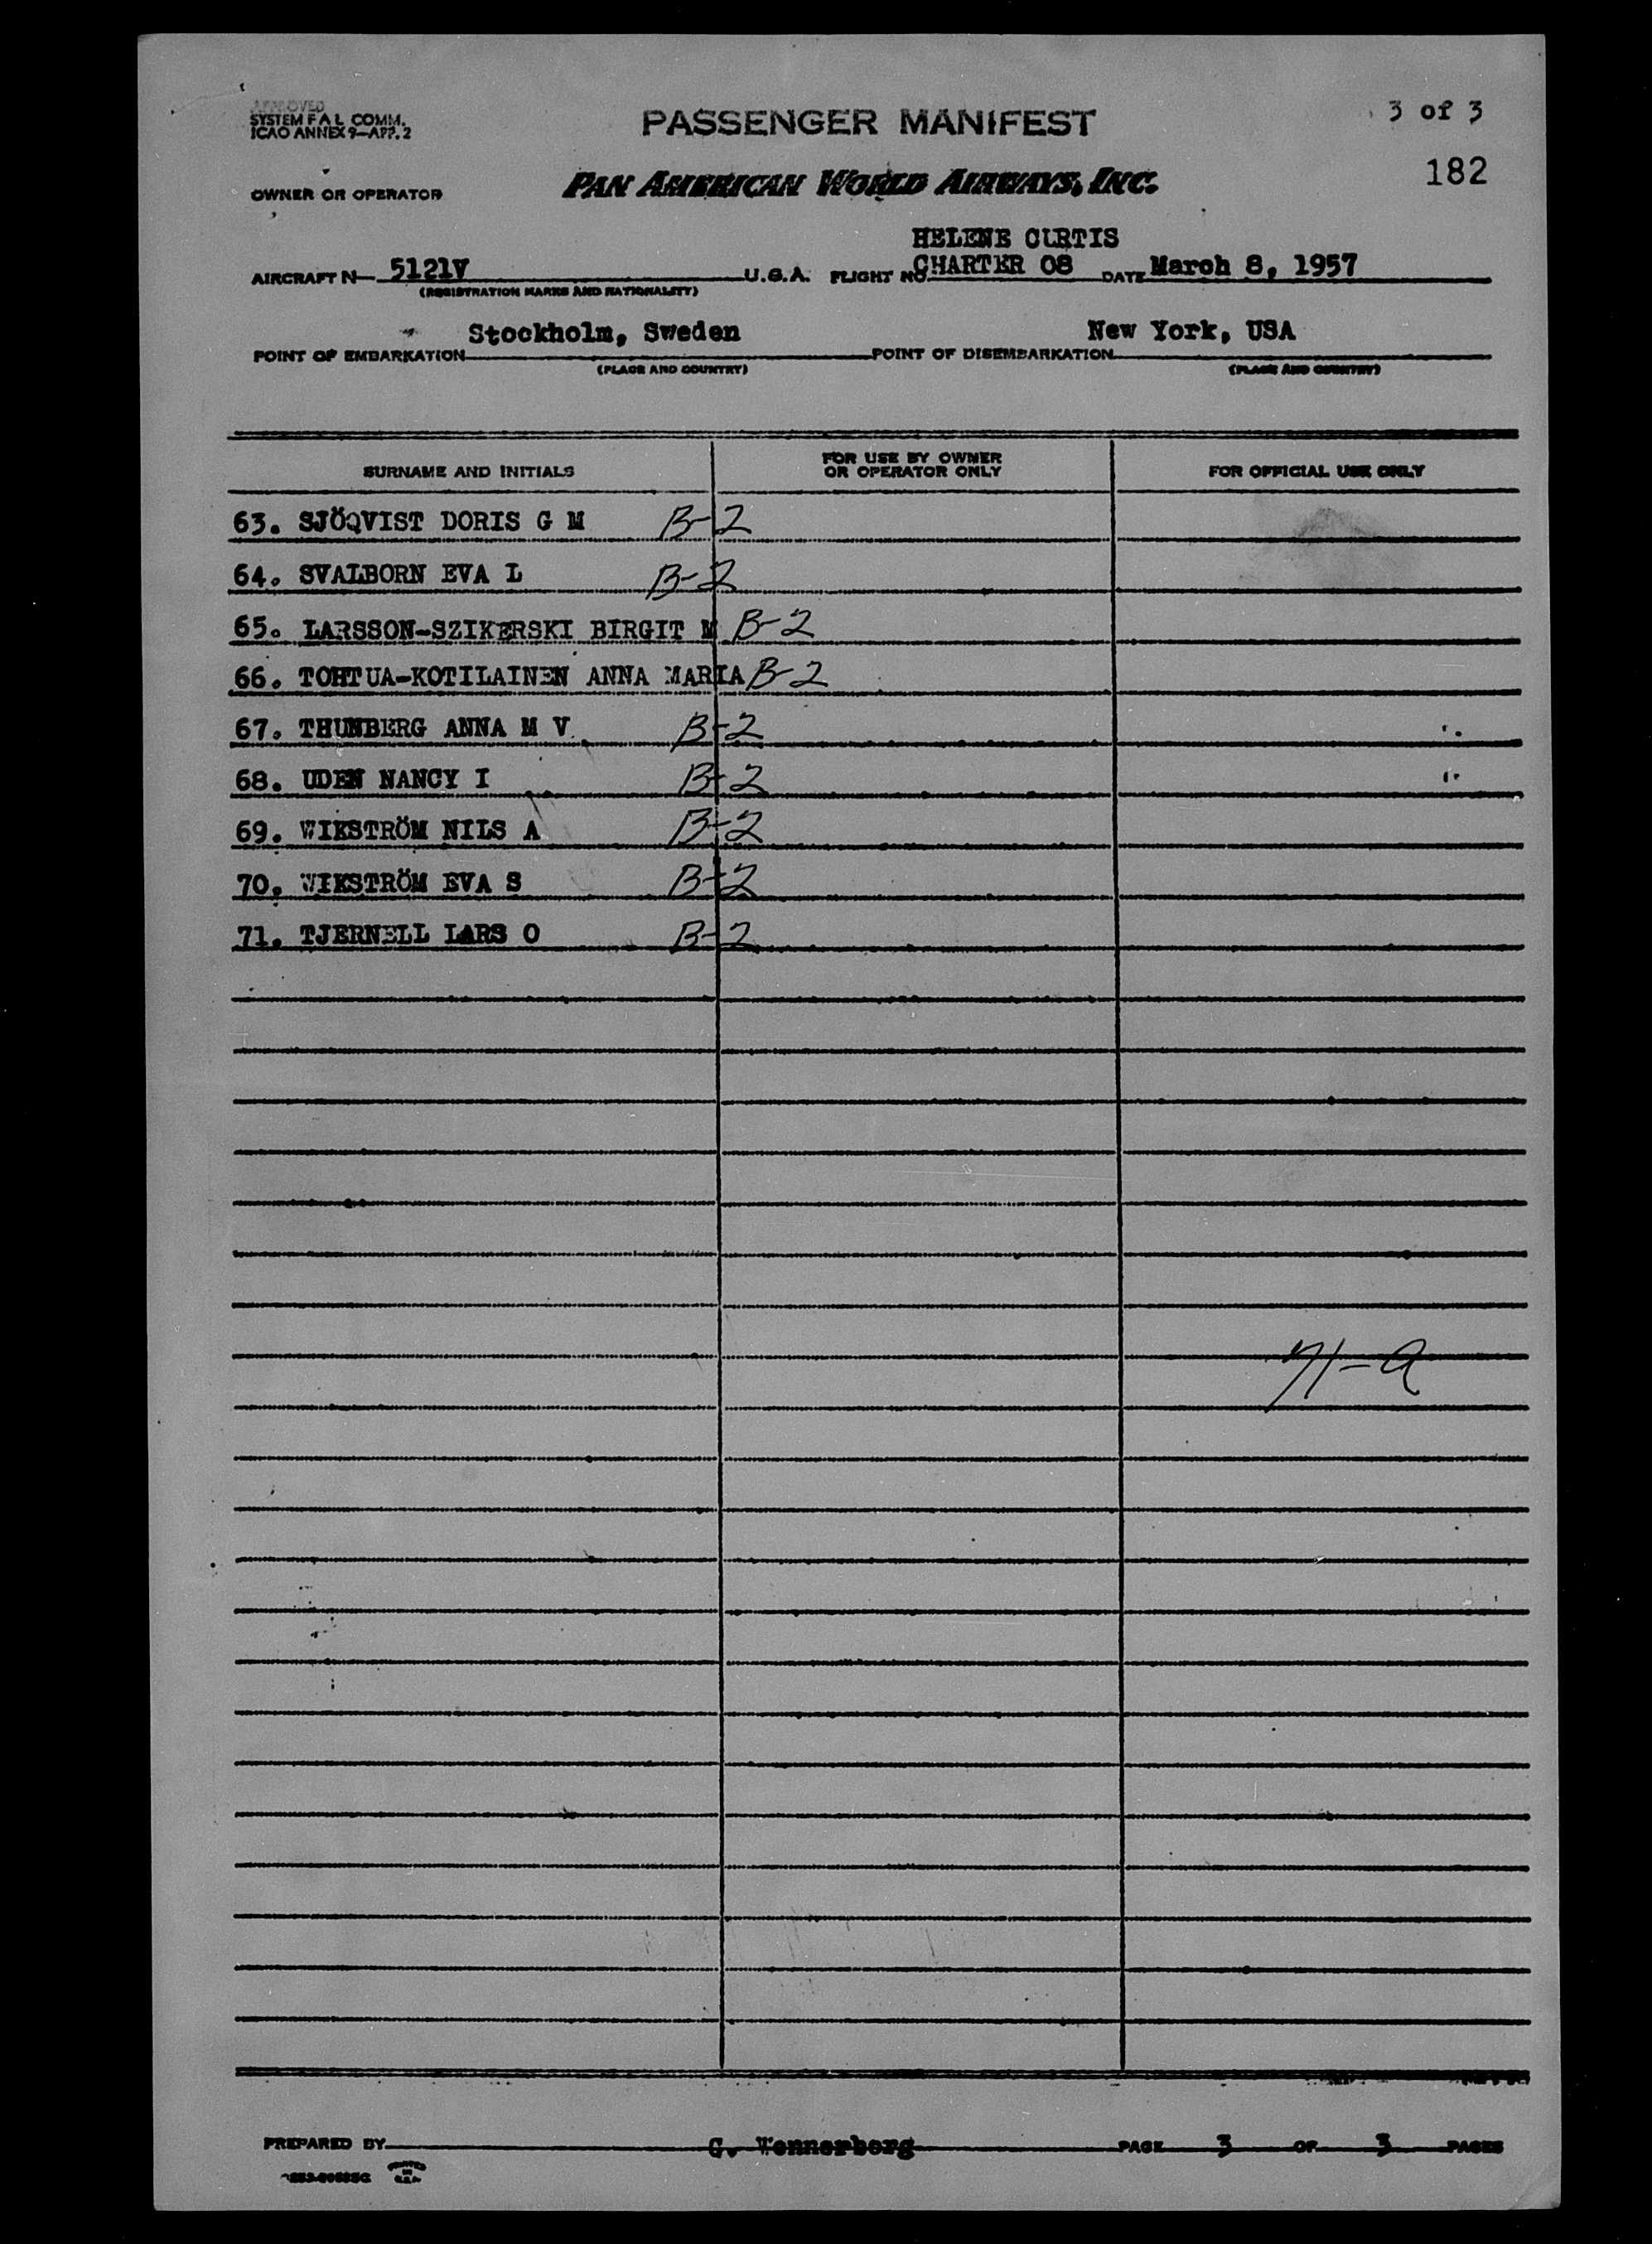 3 of 3
APPROVED
SYSTEM F A L COMM.
ICAO ANNEX 9—APP. 2
PASSENGER MANIFEST
182
OWNER OR OPERATOR PAN AMERICAN WORLD AIRWAYS, INC.
HELENE CURTIS
AIRCRAFT N— 5121V U.S.A. FLIGHT NO. CHARTER 08 DATE March 8, 1957
(REGISTRATION MARKS AND NATIONALITY)
Stockholm, Sweden New York, USA
POINT OF EMBARKATION POINT OF DISEMBARKATION
(PLACE AND COUNTRY) (PLACE AND COUNTRY)
SURNAME AND INITIALS FOR USE BY OWNER OR OPERATOR ONLY FOR OFFICIAL USE ONLY
63. SJÖQVIST DORIS G M B-2
64. SVALBORN EVA L B-2
65. LARSSON-SZIKERSKI BIRGIT M B-2
66. TOHTUA-KOTILAINEN ANNA MARIA B-2
67. THUNBERG ANNA M V B-2
68. UDEN NANCY I B-2
69. WIKSTRÖM NILS A B-2
70. WIKSTRÖM EVA S B-2
71. TJERNELL LARS O B-2
71-a
PREPARED BY G. Wennerberg PAGE 3 OF 3 PAGES
PRINTED IN U.S.A.